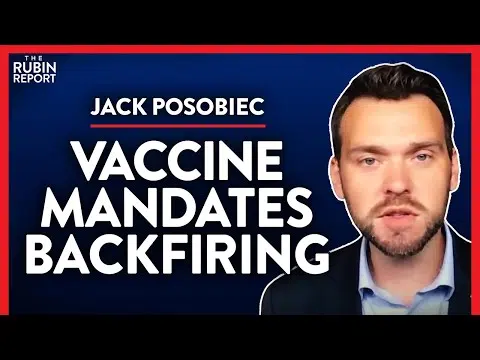 THE
RUBIN
REPORT
JACK POSOBIEC
VACCINE
MANDATES
BACKFIRING